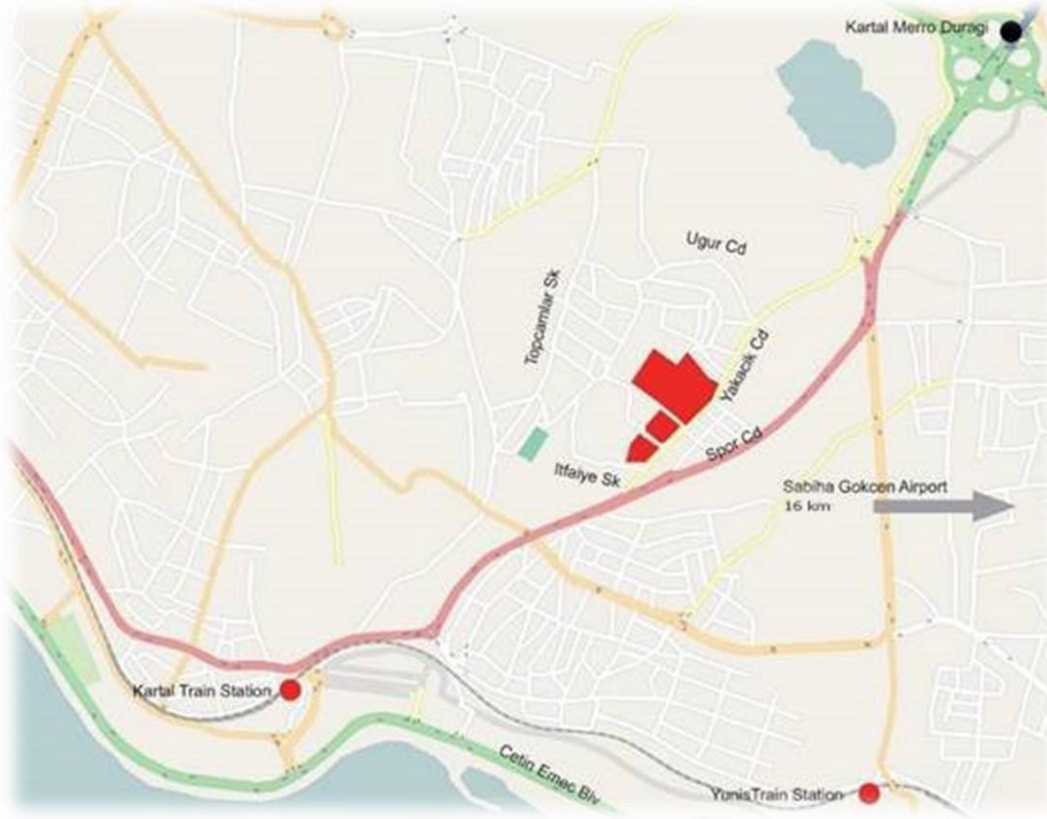 Kartal Merro Duragi
Ugur Cd
Topcamlar Sk
Yakacik Cd
Spor Cd
Itfaiye Sk
Sabiha Gokcen Airport
16 km
Kartal Train Station
Cetin Emec Blv
YunisTrain Station